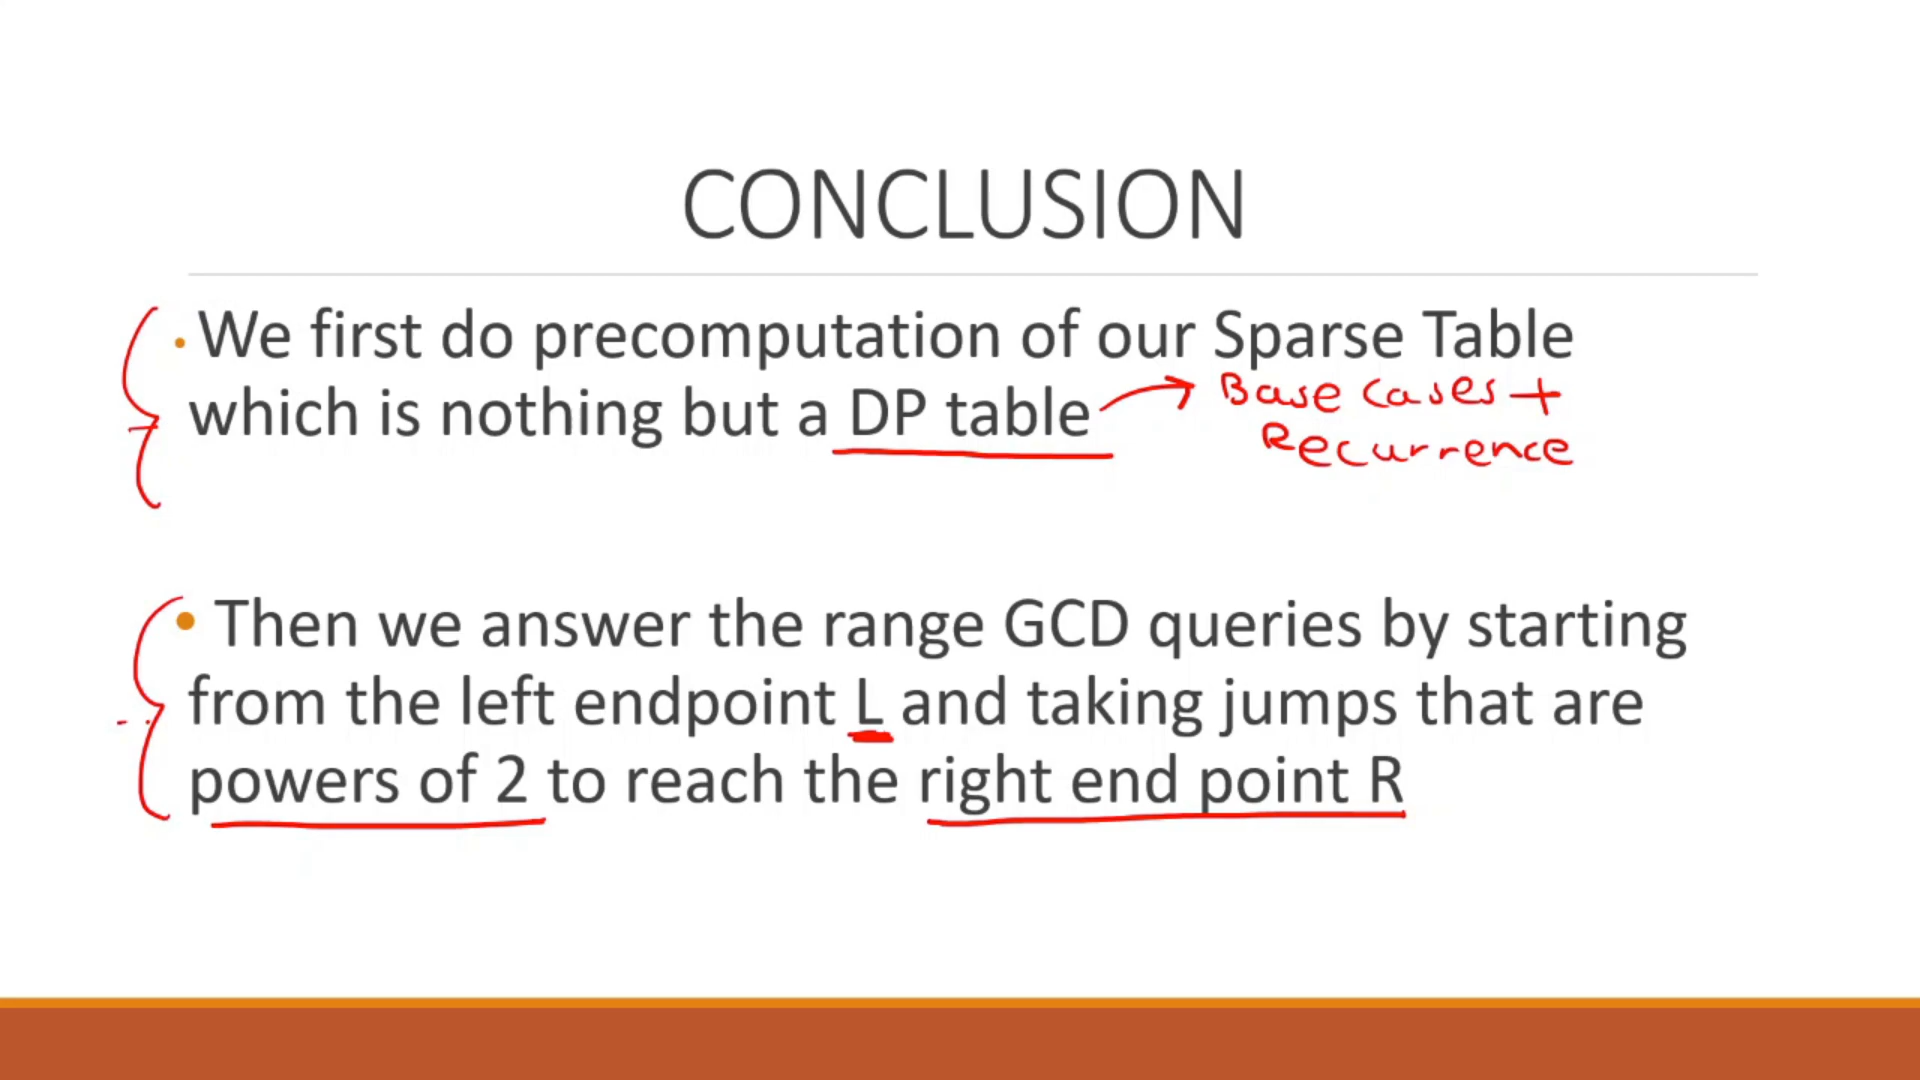 CONCLUSION
• We first do precomputation of our Sparse Table
which is nothing but a DP table → Base cases +
Recurrence
• Then we answer the range GCD queries by starting
from the left endpoint L and taking jumps that are
powers of 2 to reach the right end point R